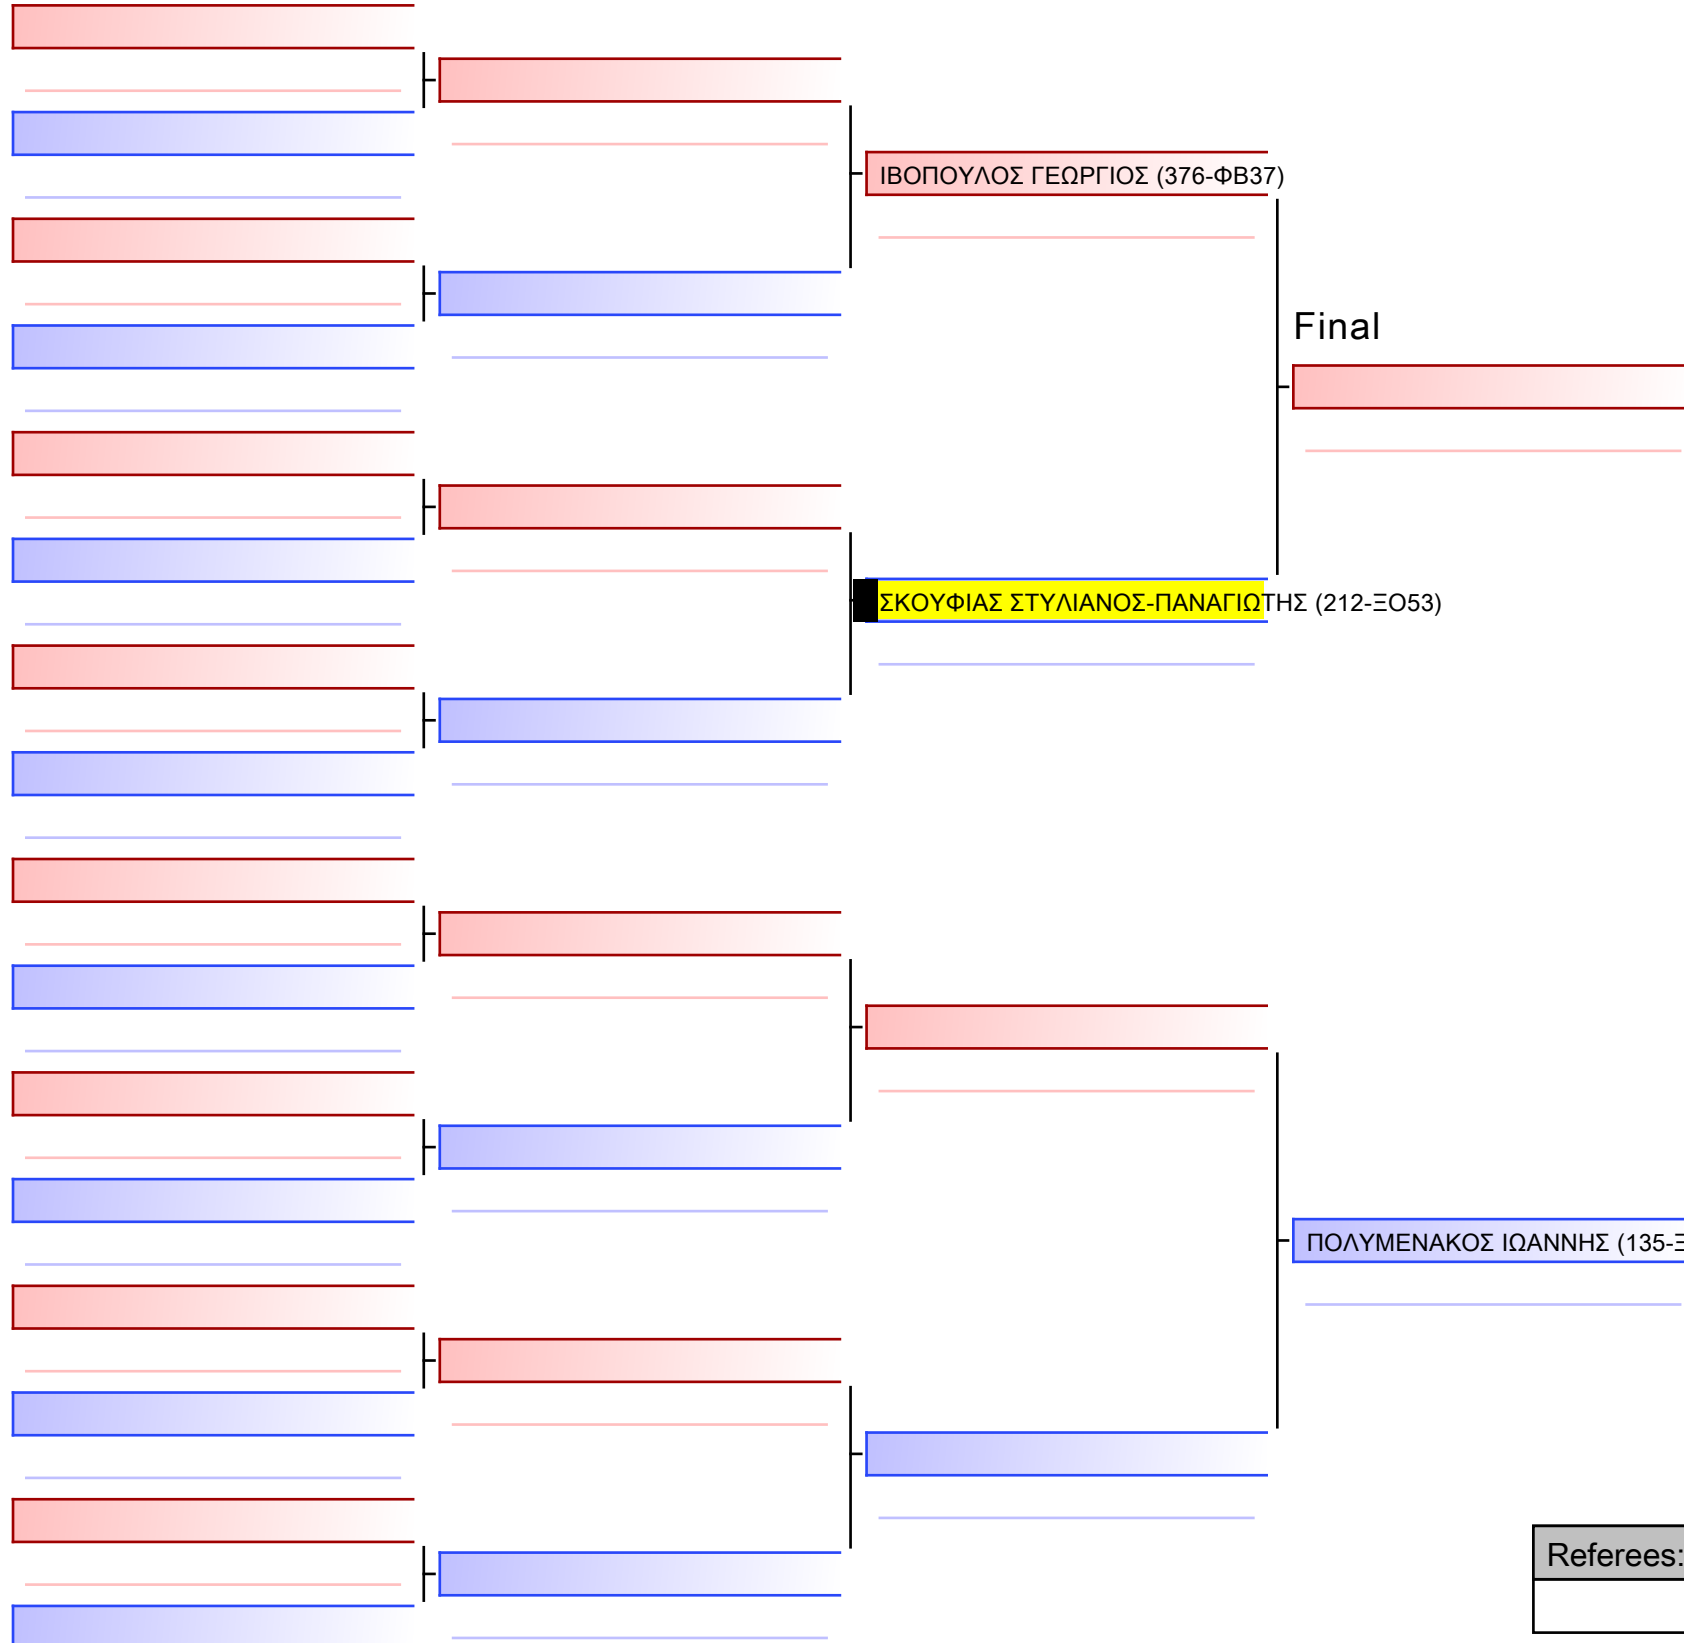 ΙΒΟΠΟΥΛΟΣ ΓΕΩΡΓΙΟΣ (376-ΦΒ37)
Final
ΣΚΟΥΦΙΑΣ ΣΤΥΛΙΑΝΟΣ-ΠΑΝΑΓΙΩΤΗΣ (212-ΞΟ53)
ΠΟΛΥΜΕΝΑΚΟΣ ΙΩΑΝΝΗΣ (135-Ξ
Referees: